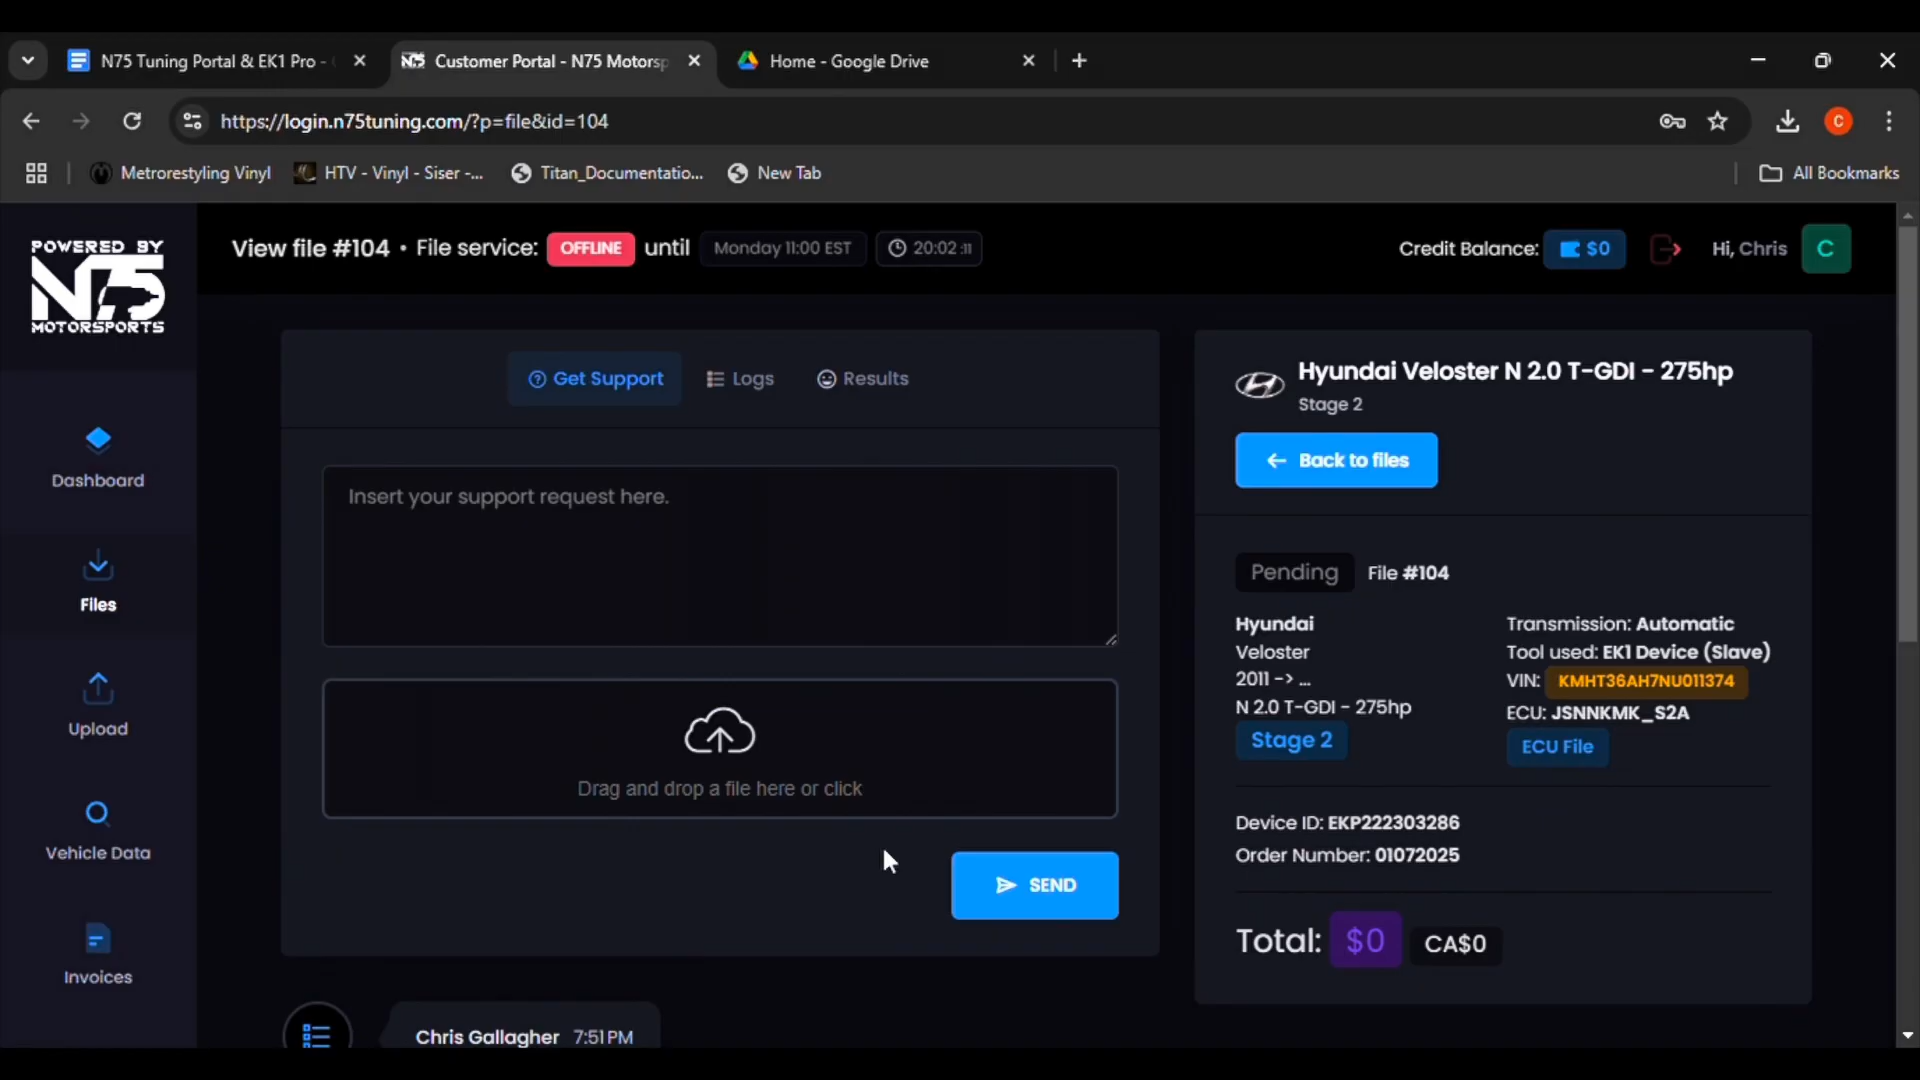 N75 Tuning Portal & EK1 Pro -
Customer Portal - N75 Motorsp
Home - Google Drive
https://login.n75tuning.com/?p=file&id=104
C
Metrorestyling Vinyl
HTV - Vinyl - Siser -...
Titan_Documentatio...
New Tab
All Bookmarks
POWERED BY
N75
MOTORSPORTS
View file #104 • File service: OFFLINE until Monday 11:00 EST 20:02:11
Credit Balance: $0
Hi, Chris
C
Dashboard
Files
Upload
Vehicle Data
Invoices
Get Support
Logs
Results
Insert your support request here.
Drag and drop a file here or click
SEND
Chris Gallagher 7:51 PM
Hyundai Veloster N 2.0 T-GDI - 275hp
Stage 2
Back to files
Pending File #104
Hyundai
Veloster
2011 -> ...
N 2.0 T-GDI - 275hp
Stage 2
Transmission: Automatic
Tool used: EK1 Device (Slave)
VIN: KMHT36AH7NU011374
ECU: JSNNKMK_S2A
ECU File
Device ID: EKP222303286
Order Number: 01072025
Total: $0 CA$0